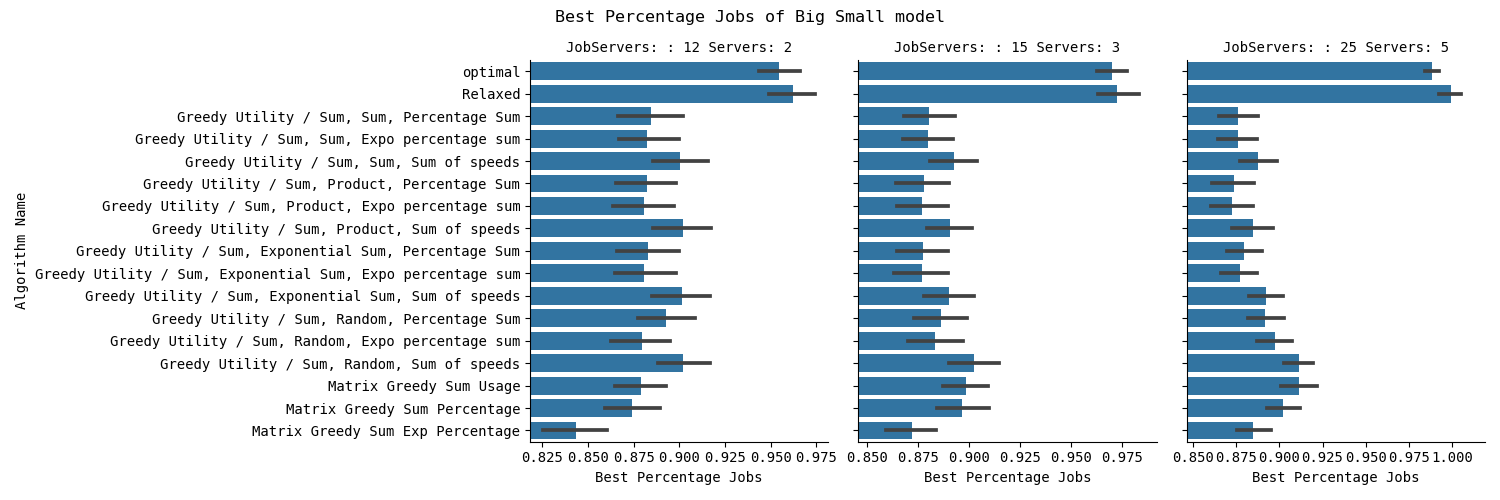 Best Percentage Jobs of Big Small model
JobServers: : 12 Servers: 2
JobServers: : 15 Servers: 3
JobServers: : 25 Servers: 5
Algorithm Name
optimal
Relaxed
Greedy Utility / Sum, Sum, Percentage Sum
Greedy Utility / Sum, Sum, Expo percentage sum
Greedy Utility / Sum, Sum, Sum of speeds
Greedy Utility / Sum, Product, Percentage Sum
Greedy Utility / Sum, Product, Expo percentage sum
Greedy Utility / Sum, Product, Sum of speeds
Greedy Utility / Sum, Exponential Sum, Percentage Sum
Greedy Utility / Sum, Exponential Sum, Expo percentage sum
Greedy Utility / Sum, Exponential Sum, Sum of speeds
Greedy Utility / Sum, Random, Percentage Sum
Greedy Utility / Sum, Random, Expo percentage sum
Greedy Utility / Sum, Random, Sum of speeds
Matrix Greedy Sum Usage
Matrix Greedy Sum Percentage
Matrix Greedy Sum Exp Percentage
0.825 0.850 0.875 0.900 0.925 0.950 0.975
Best Percentage Jobs
0.850 0.875 0.900 0.925 0.950 0.975
Best Percentage Jobs
0.850 0.875 0.900 0.925 0.950 0.975 1.000
Best Percentage Jobs